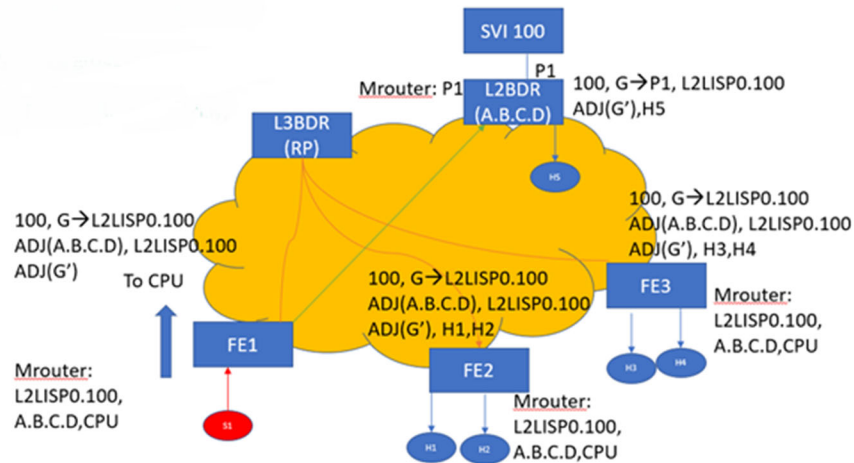 SVI 100
P1
Mrouter: P1
L2BDR
(A.B.C.D)
100, G→P1, L2LISP0.100
ADJ(G’),H5
L3BDR
(RP)
H5
100, G→L2LISP0.100
ADJ(A.B.C.D), L2LISP0.100
ADJ(G’), H3,H4
100, G→L2LISP0.100
ADJ(A.B.C.D), L2LISP0.100
ADJ(G’)
To CPU
100, G→L2LISP0.100
ADJ(A.B.C.D), L2LISP0.100
ADJ(G’), H1,H2
FE3
Mrouter:
L2LISP0.100,
A.B.C.D,CPU
FE1
Mrouter:
L2LISP0.100,
A.B.C.D,CPU
H3
H4
FE2
S1
Mrouter:
L2LISP0.100,
A.B.C.D,CPU
H1
H2